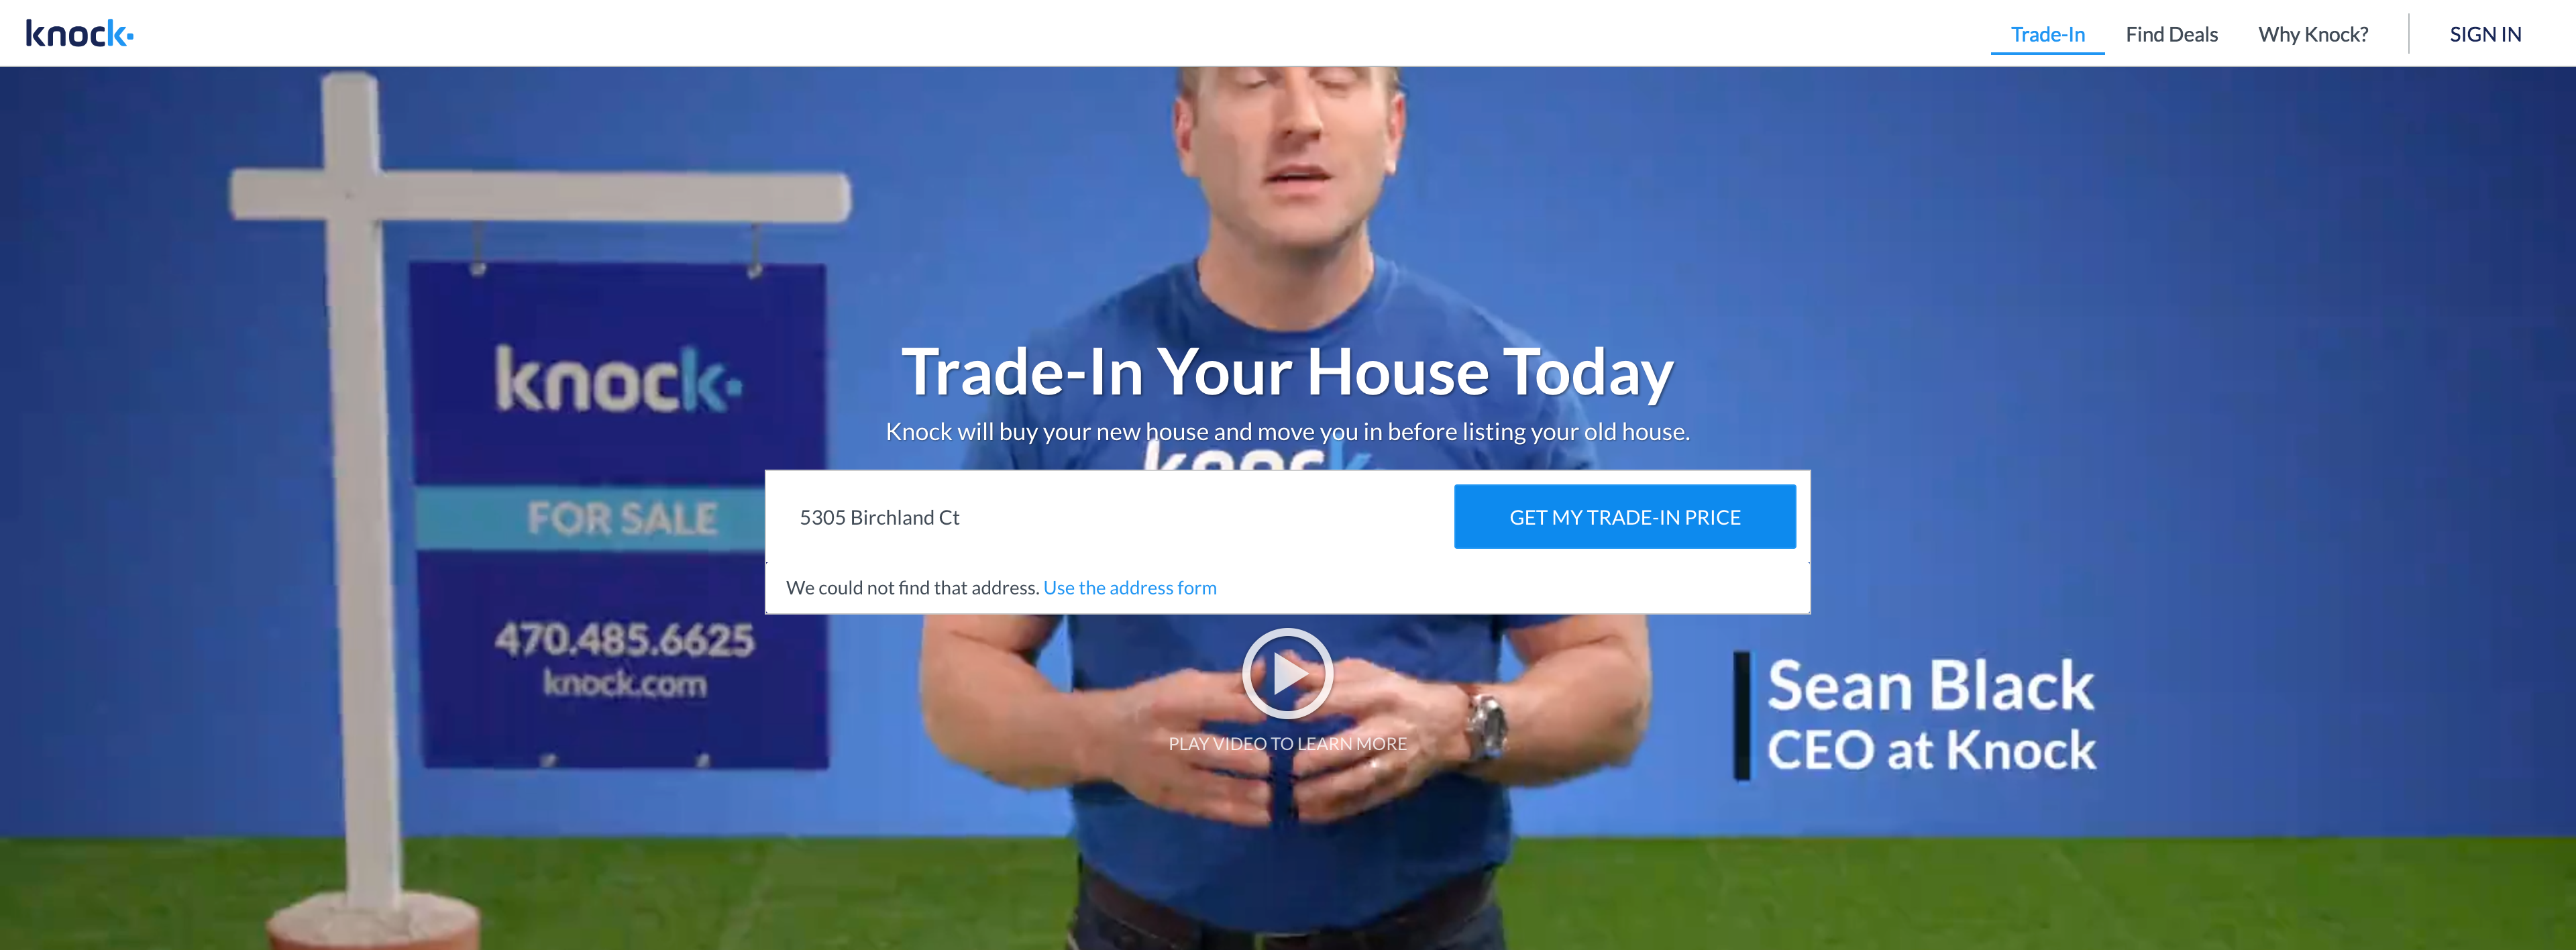 knock
Trade-In
Find Deals
Why Knock?
SIGN IN
knock
FOR SALE
470.485.6625
knock.com
Trade-In Your House Today
Knock will buy your new house and move you in before listing your old house.
knock
5305 Birchland Ct
GET MY TRADE-IN PRICE
We could not find that address. Use the address form
PLAY VIDEO TO LEARN MORE
Sean Black
CEO at Knock